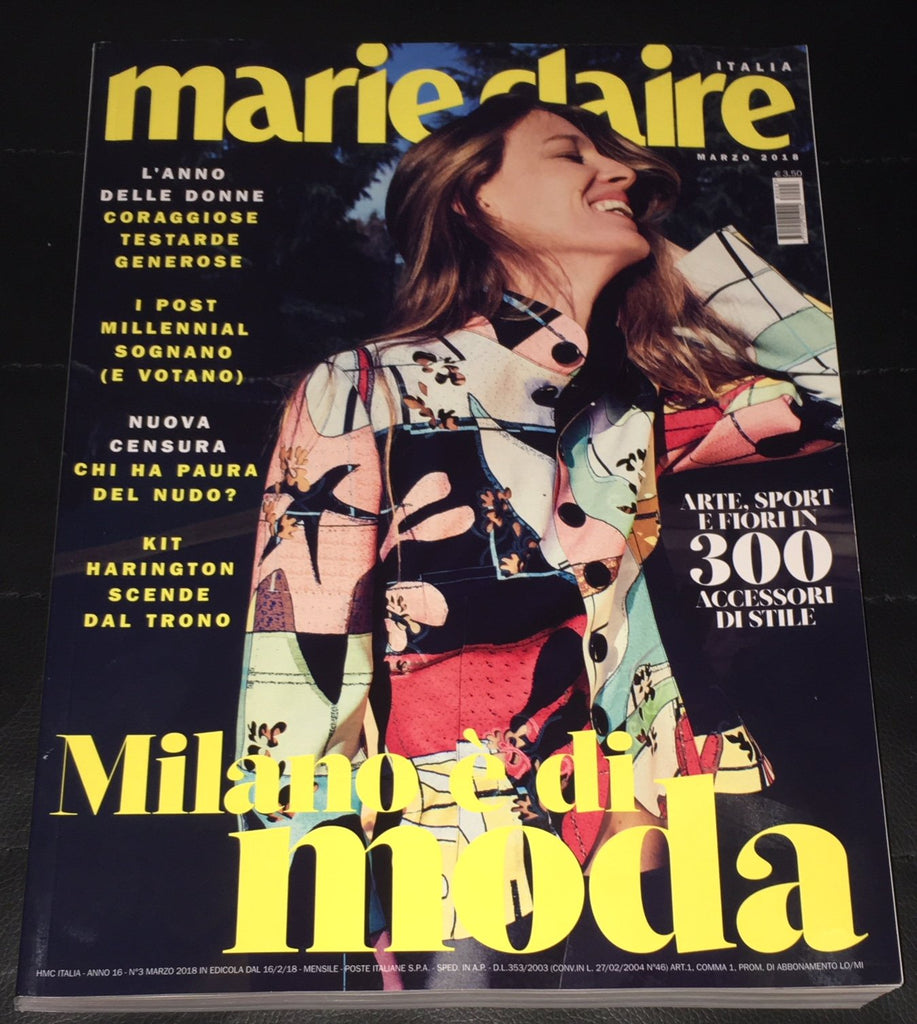 marie claire
ITALIA
MARZO 2018
€ 3,50
L'ANNO
DELLE DONNE
CORAGGIOSE
TESTARDE
GENEROSE
I POST
MILLENNIAL
SOGNANO
(E VOTANO)
NUOVA
CENSURA
CHI HA PAURA
DEL NUDO?
KIT
HARINGTON
SCENDE
DAL TRONO
ARTE, SPORT
E FIORI IN
300
ACCESSORI
DI STILE
Milano è di
moda
HMC ITALIA - ANNO 16 - N°3 MARZO 2018 IN EDICOLA DAL 16/2/18 - MENSILE - POSTE ITALIANE S.P.A. - SPED. IN A.P. - D.L.353/2003 (CONV.IN L. 27/02/2004 N°46) ART.1, COMMA 1, PROM. DI ABBONAMENTO LO/MI